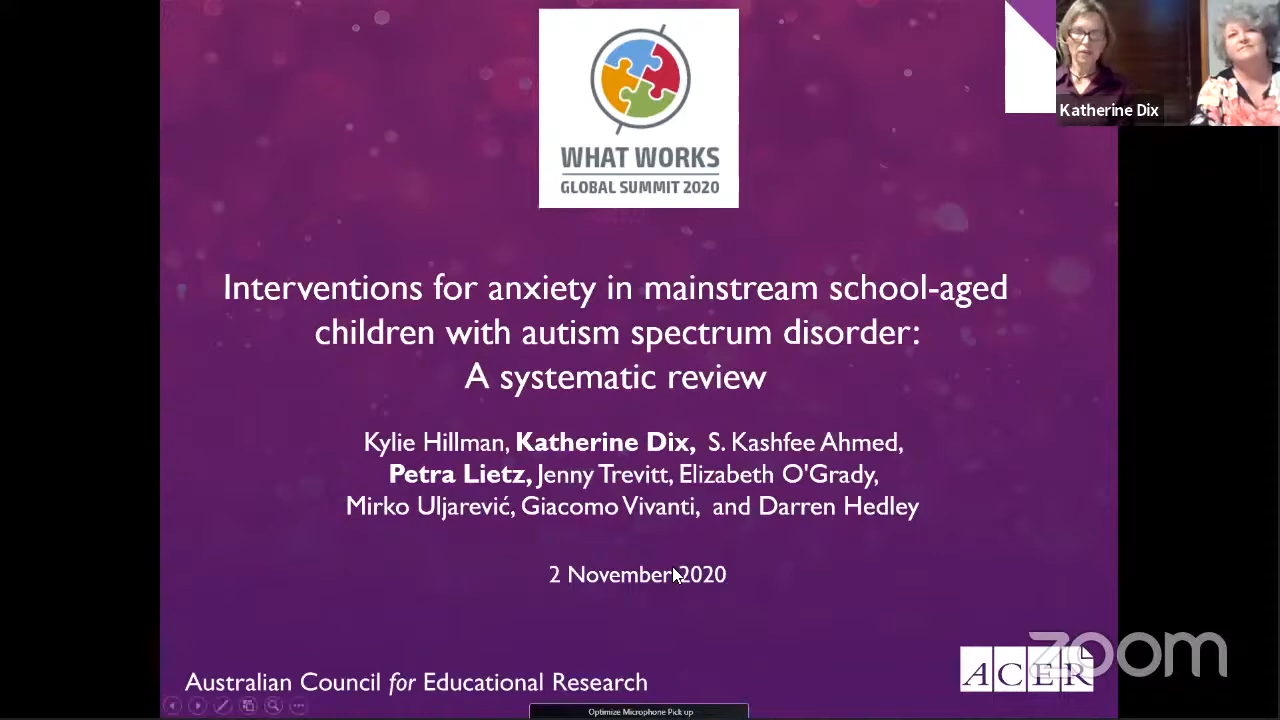 WHAT WORKS
GLOBAL SUMMIT 2020
Katherine Dix
Interventions for anxiety in mainstream school-aged
children with autism spectrum disorder:
A systematic review
Kylie Hillman, Katherine Dix, S. Kashfee Ahmed,
Petra Lietz, Jenny Trevitt, Elizabeth O'Grady,
Mirko Uljarević, Giacomo Vivanti, and Darren Hedley
2 November 2020
Australian Council for Educational Research
ACER
zoom
Optimize Microphone Pick up